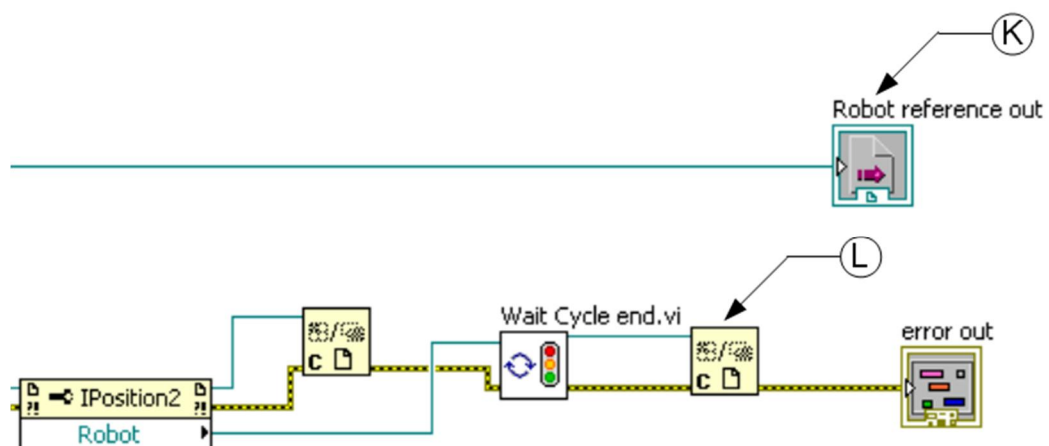 K
Robot reference out
L
Wait Cycle end.vi
error out
C
C
?!
IPosition2
?!
Robot